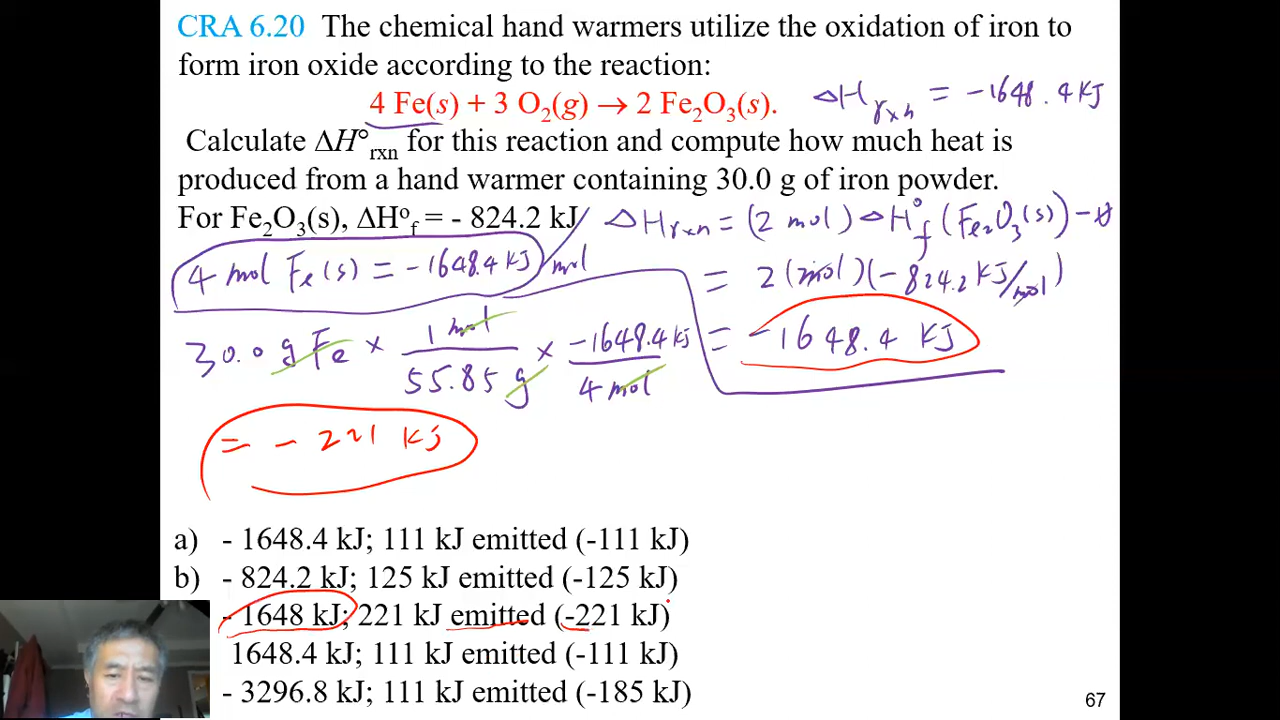 CRA 6.20 The chemical hand warmers utilize the oxidation of iron to
form iron oxide according to the reaction:
4 Fe(s) + 3 O₂(g) → 2 Fe₂O₃(s).
ΔH rxn = -1648.4 KJ
Calculate ΔH°rxn for this reaction and compute how much heat is
produced from a hand warmer containing 30.0 g of iron powder.
For Fe₂O₃(s), ΔHᵒf = - 824.2 kJ
ΔHrxn = (2 mol) ΔH°f (Fe₂O₃(s)) - 0
4 mol Fe(s) = -1648.4 KJ/mol
= 2 (mol)(-824.2 KJ/mol)
30.0 g Fe × 1 mol / 55.85 g × -1648.4 kJ / 4 mol
= -1648.4 KJ
= - 221 KJ
a) - 1648.4 kJ; 111 kJ emitted (-111 kJ)
b) - 824.2 kJ; 125 kJ emitted (-125 kJ)
- 1648 kJ; 221 kJ emitted (-221 kJ)
1648.4 kJ; 111 kJ emitted (-111 kJ)
- 3296.8 kJ; 111 kJ emitted (-185 kJ)
67